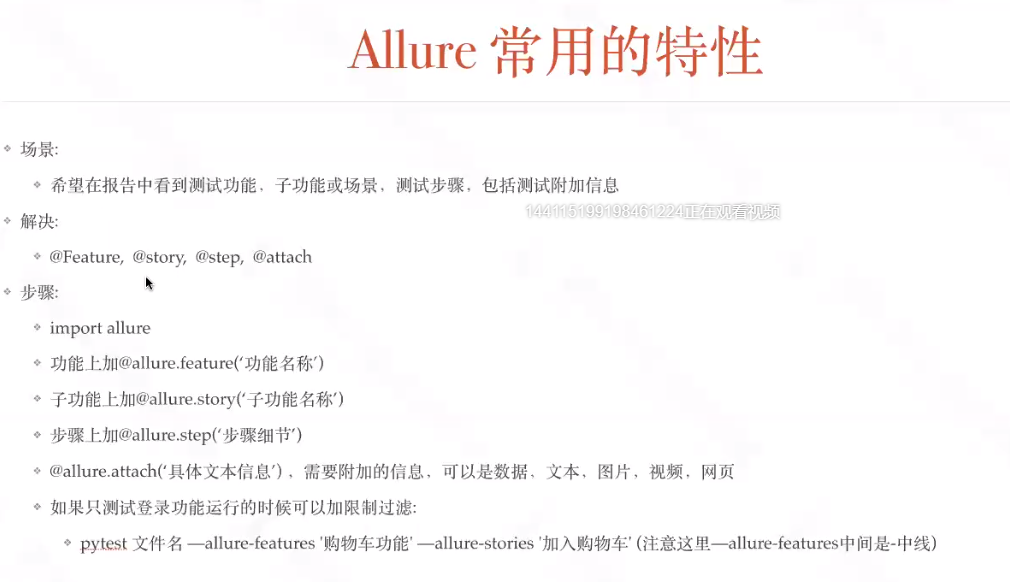 Allure 常用的特性
场景:
希望在报告中看到测试功能，子功能或场景，测试步骤，包括测试附加信息
144115199198461224正在观看视频
解决:
@Feature, @story, @step, @attach
步骤:
import allure
功能上加@allure.feature(‘功能名称’)
子功能上加@allure.story(‘子功能名称’)
步骤上加@allure.step(‘步骤细节’)
@allure.attach(‘具体文本信息’)，需要附加的信息，可以是数据，文本，图片，视频，网页
如果只测试登录功能运行的时候可以加限制过滤:
pytest 文件名 —allure-features '购物车功能' —allure-stories '加入购物车' (注意这里—allure-features中间是-中线)